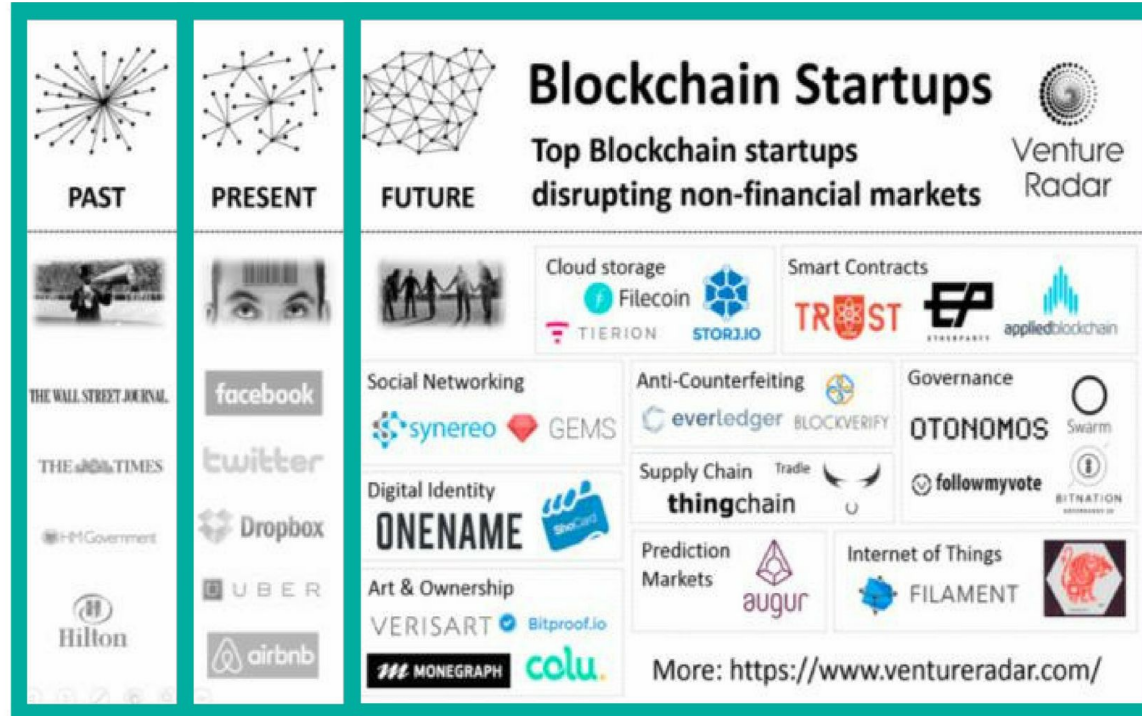 PAST
THE WALL STREET JOURNAL.
THE TIMES
HM Government
Hilton
PRESENT
facebook
twitter
Dropbox
UBER
airbnb
FUTURE
Blockchain Startups
Top Blockchain startups
disrupting non-financial markets
Venture
Radar
Cloud storage
Filecoin
TIERION
STORJ.IO
Smart Contracts
TRUST
EP
ETHERPARTY
appliedblockchain
Social Networking
synereo
GEMS
Anti-Counterfeiting
everledger
BLOCKVERIFY
Governance
OTONOMOS
Swarm
followmyvote
BITNATION
Digital Identity
ONENAME
ShoCard
Supply Chain
Tradle
thingchain
Art & Ownership
VERISART
Bitproof.io
MONEGRAPH
colu.
Prediction
Markets
augur
Internet of Things
FILAMENT
More: https://www.ventureradar.com/